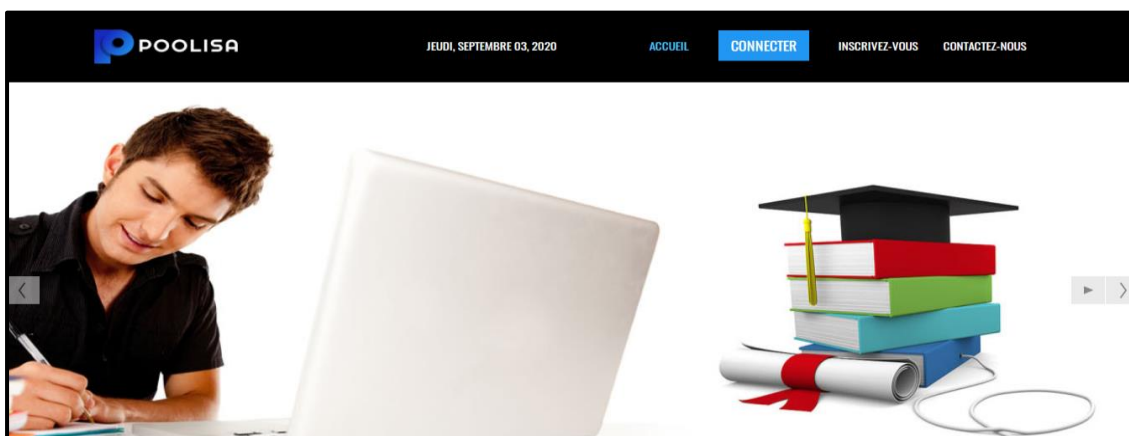 POOLISA
JEUDI, SEPTEMBRE 03, 2020
ACCUEIL
CONNECTER
INSCRIVEZ-VOUS
CONTACTEZ-NOUS